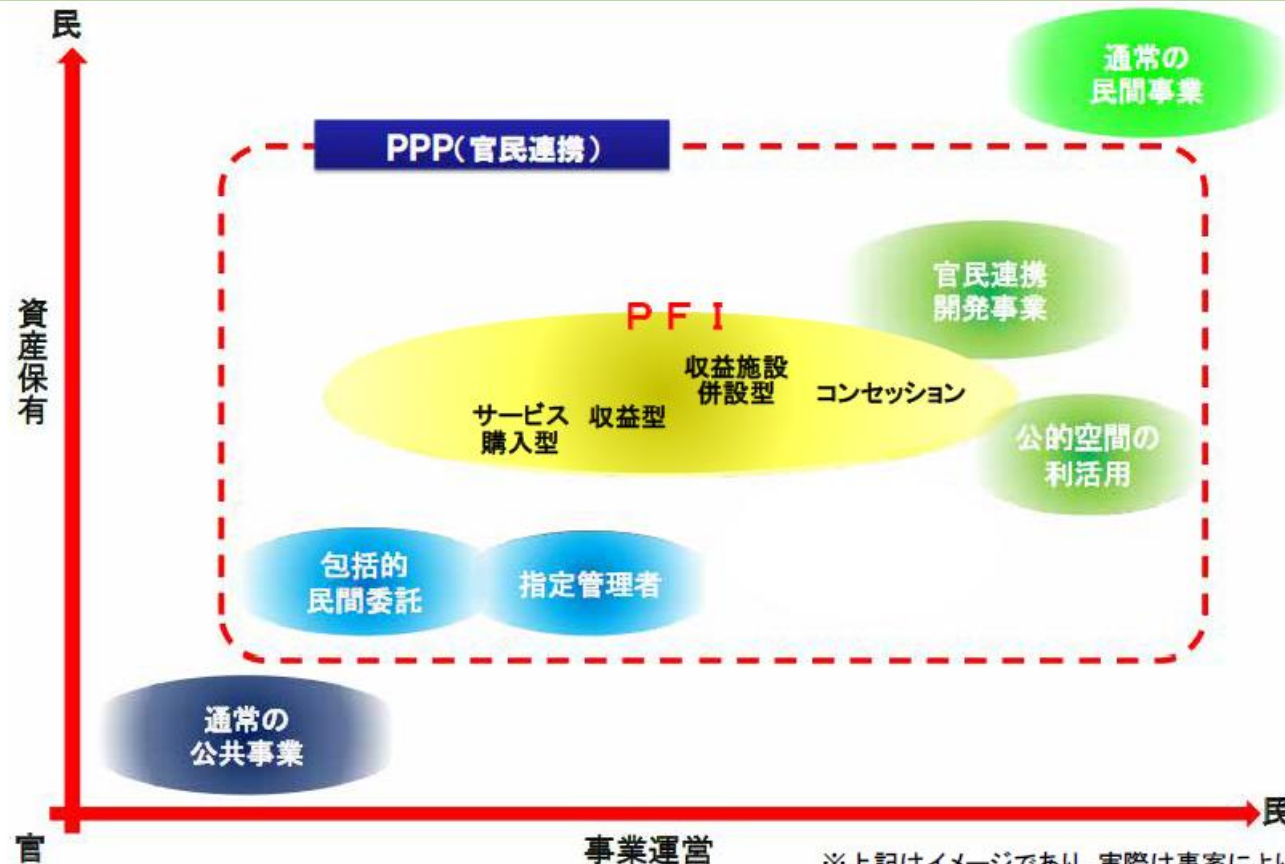 民
通常の
民間事業
PPP(官民連携)
官民連携
開発事業
PFI
収益施設
併設型
コンセッション
サービス
購入型
収益型
公的空間の
利活用
資産保有
包括的
民間委託
指定管理者
通常の
公共事業
民
官
事業運営
※上記はイメージであり、実際は事案により